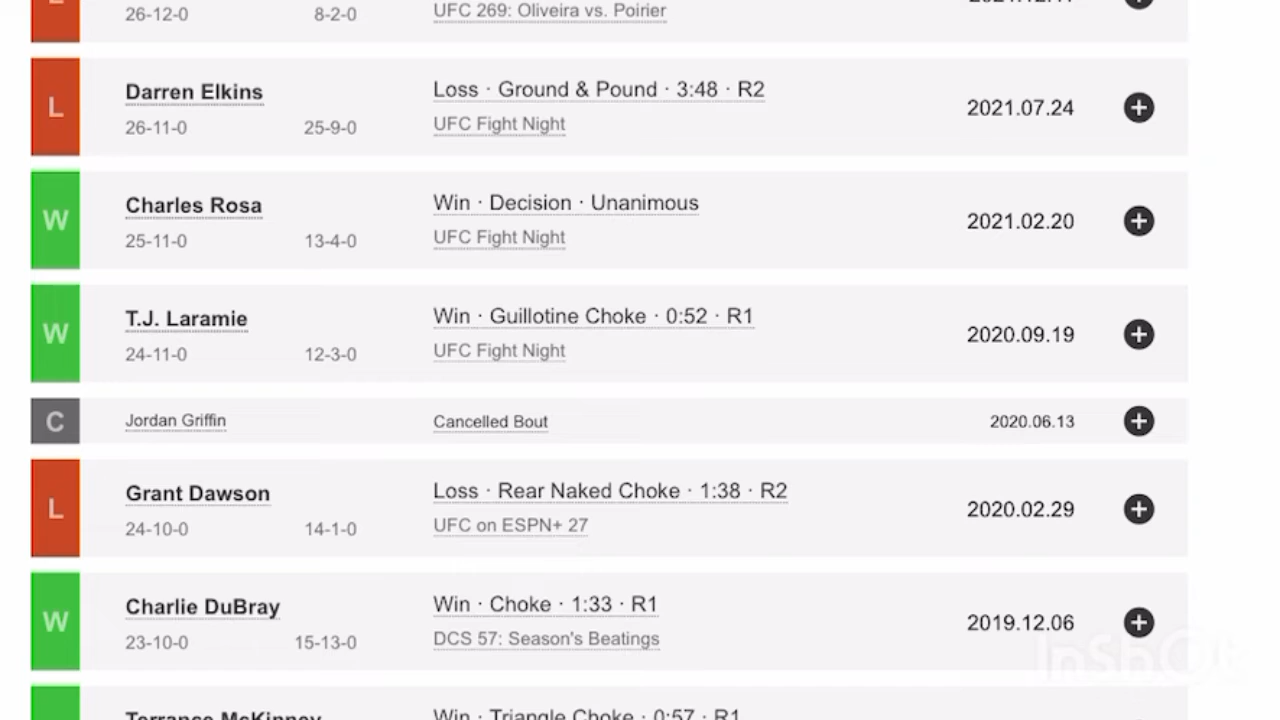 26-12-0 8-2-0 UFC 269: Oliveira vs. Poirier
L Darren Elkins Loss · Ground & Pound · 3:48 · R2 2021.07.24
26-11-0 25-9-0 UFC Fight Night
W Charles Rosa Win · Decision · Unanimous 2021.02.20
25-11-0 13-4-0 UFC Fight Night
W T.J. Laramie Win · Guillotine Choke · 0:52 · R1 2020.09.19
24-11-0 12-3-0 UFC Fight Night
C Jordan Griffin Cancelled Bout 2020.06.13
L Grant Dawson Loss · Rear Naked Choke · 1:38 · R2 2020.02.29
24-10-0 14-1-0 UFC on ESPN+ 27
W Charlie DuBray Win · Choke · 1:33 · R1 2019.12.06
23-10-0 15-13-0 DCS 57: Season's Beatings
InShOt
Terrance McKinney Win · Triangle Choke · 0:57 · R1